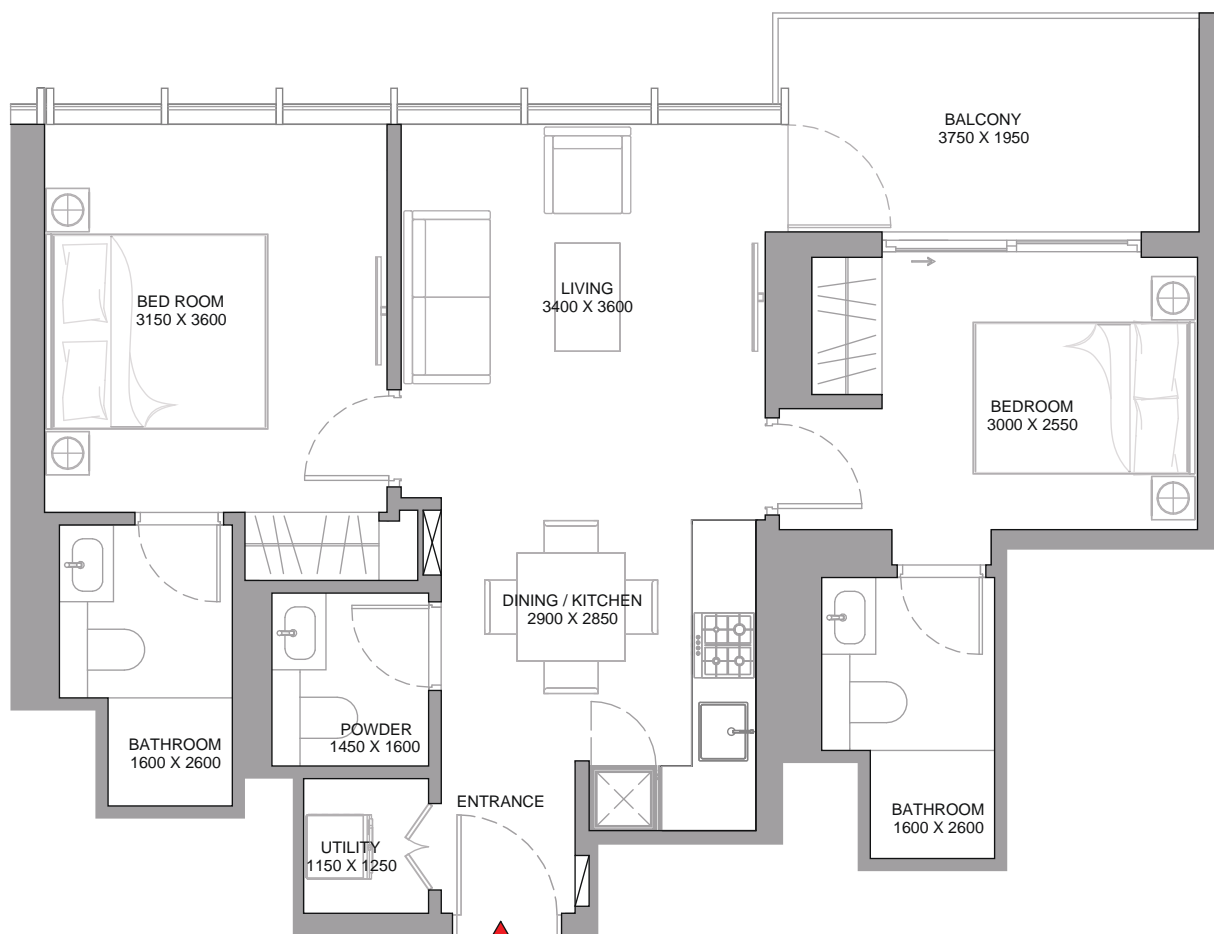 BALCONY
3750 X 1950
BED ROOM
3150 X 3600
LIVING
3400 X 3600
BEDROOM
3000 X 2550
DINING / KITCHEN
2900 X 2850
POWDER
1450 X 1600
BATHROOM
1600 X 2600
ENTRANCE
BATHROOM
1600 X 2600
UTILITY
1150 X 1250